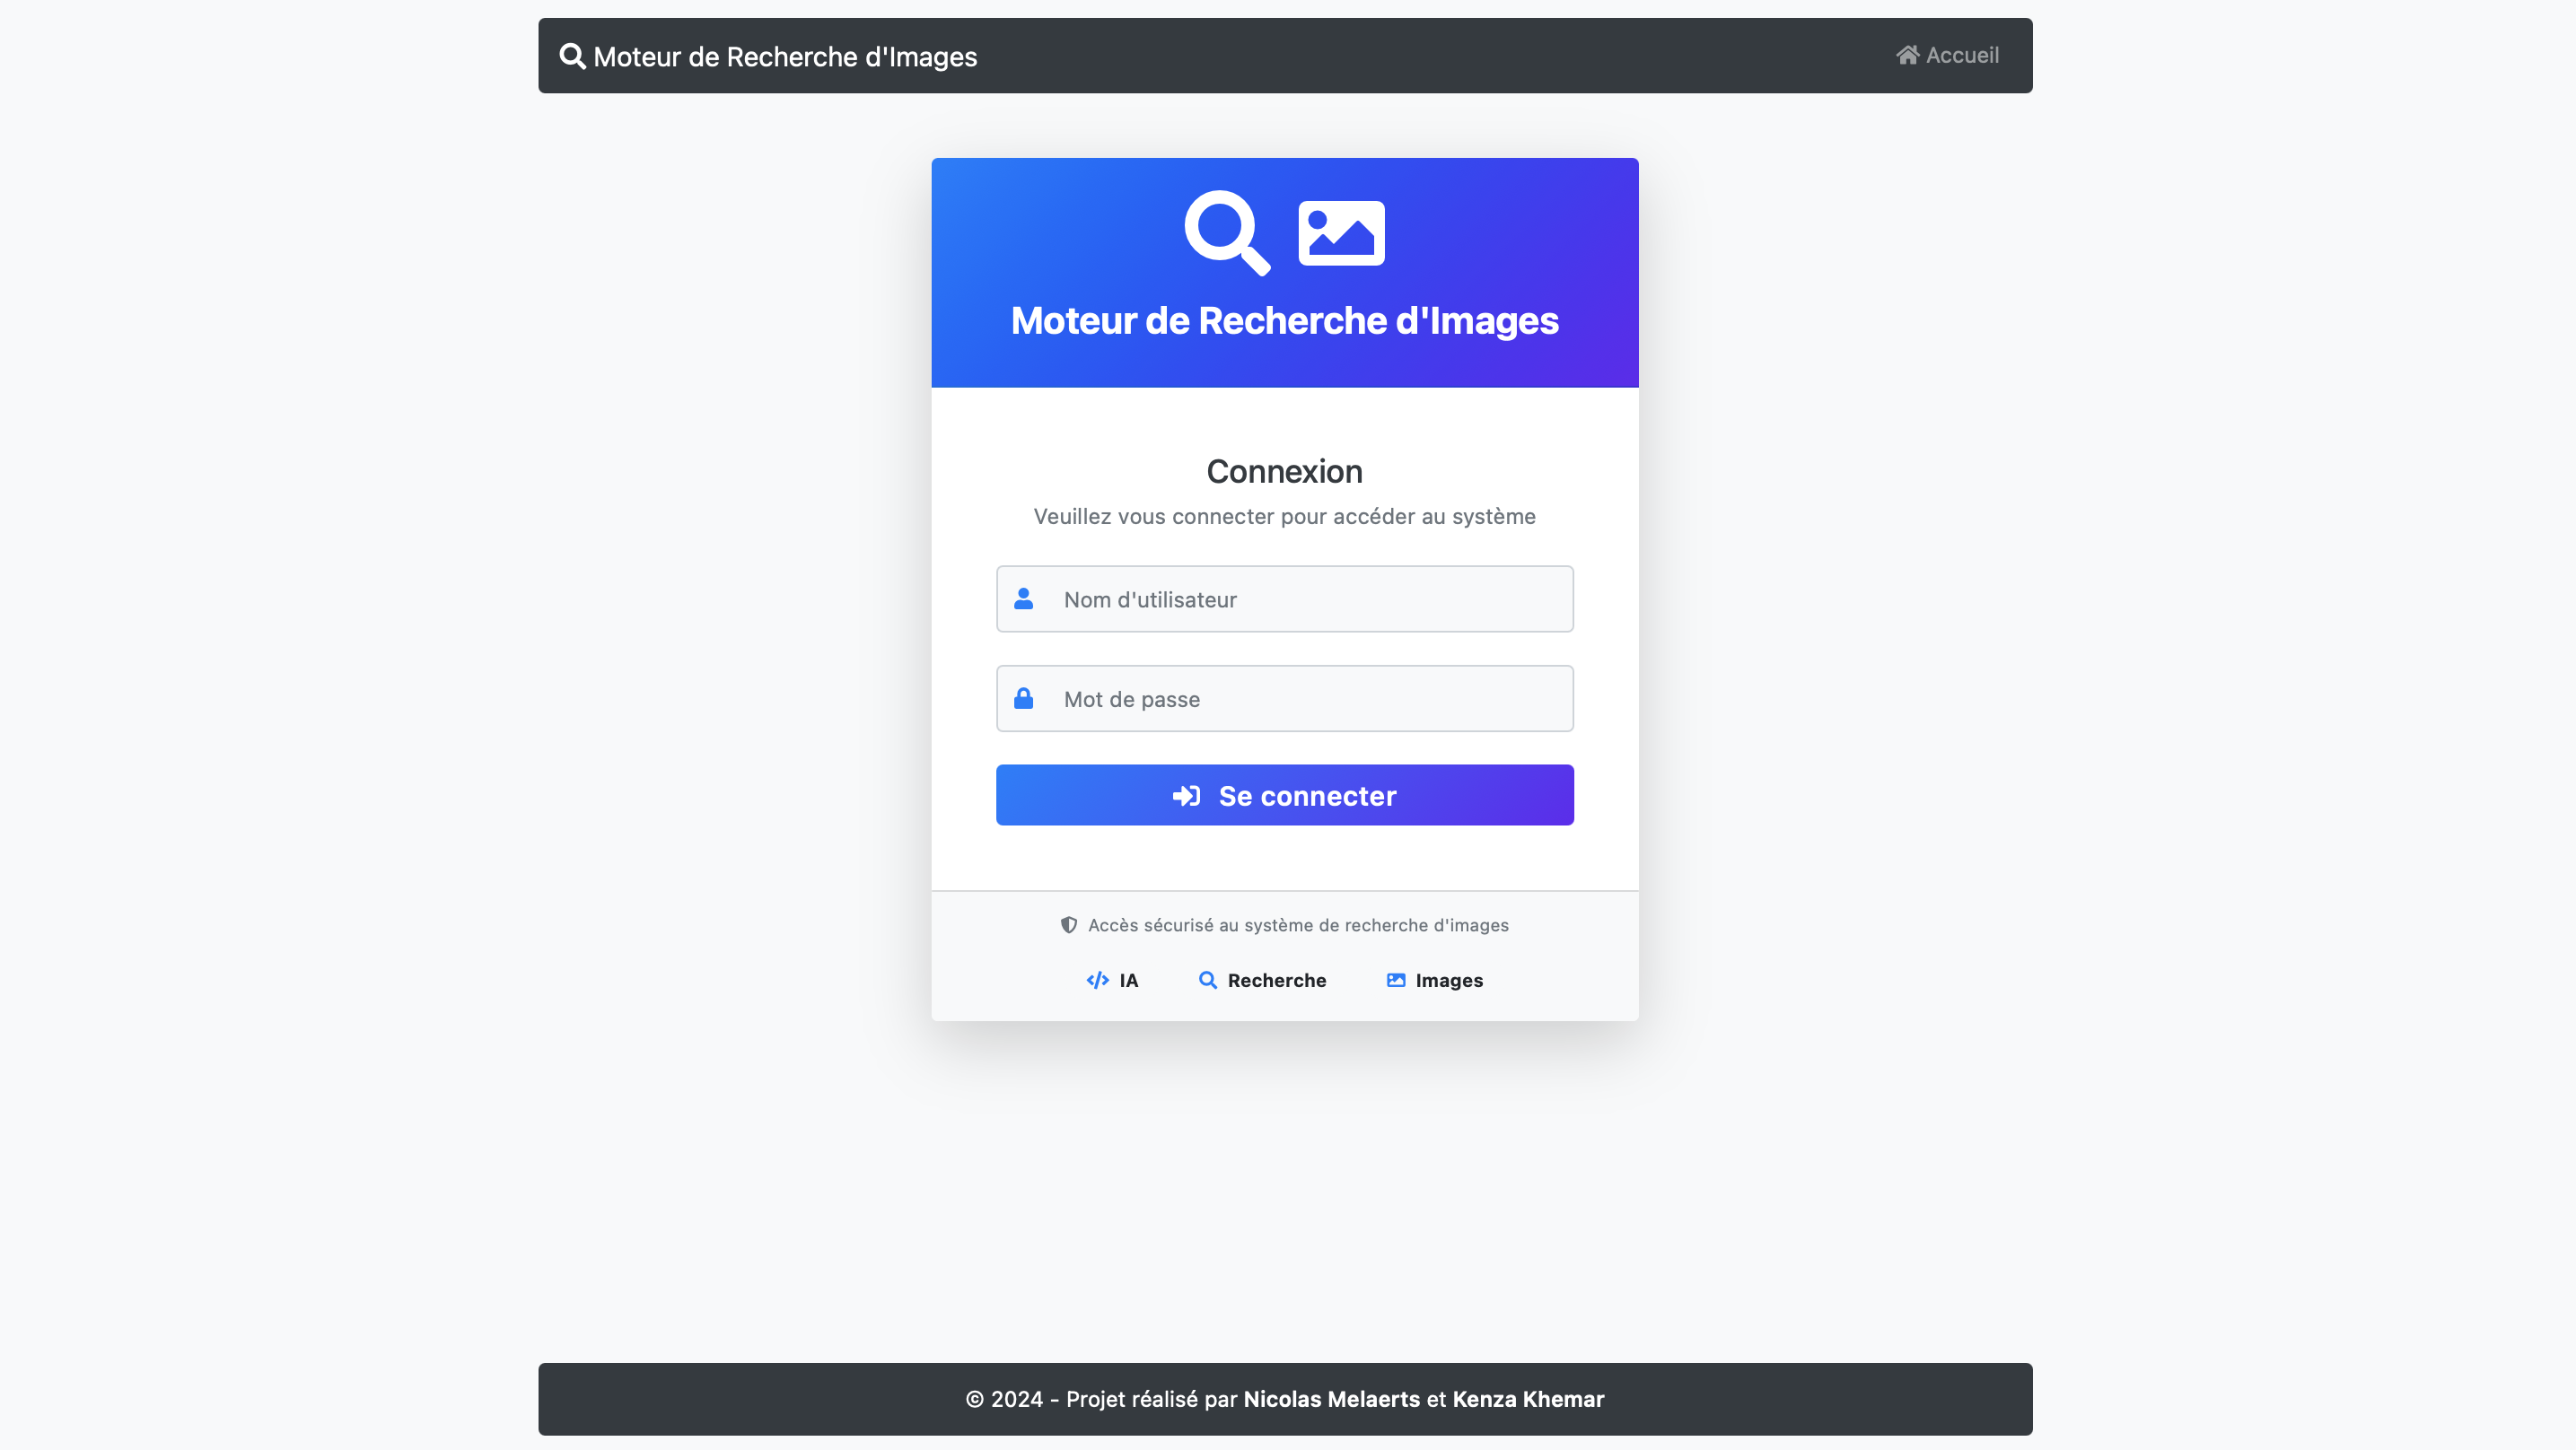 Moteur de Recherche d'Images
Accueil
Moteur de Recherche d'Images
Connexion
Veuillez vous connecter pour accéder au système
Nom d'utilisateur
Mot de passe
Se connecter
Accès sécurisé au système de recherche d'images
IA Recherche Images
© 2024 - Projet réalisé par Nicolas Melaerts et Kenza Khemar